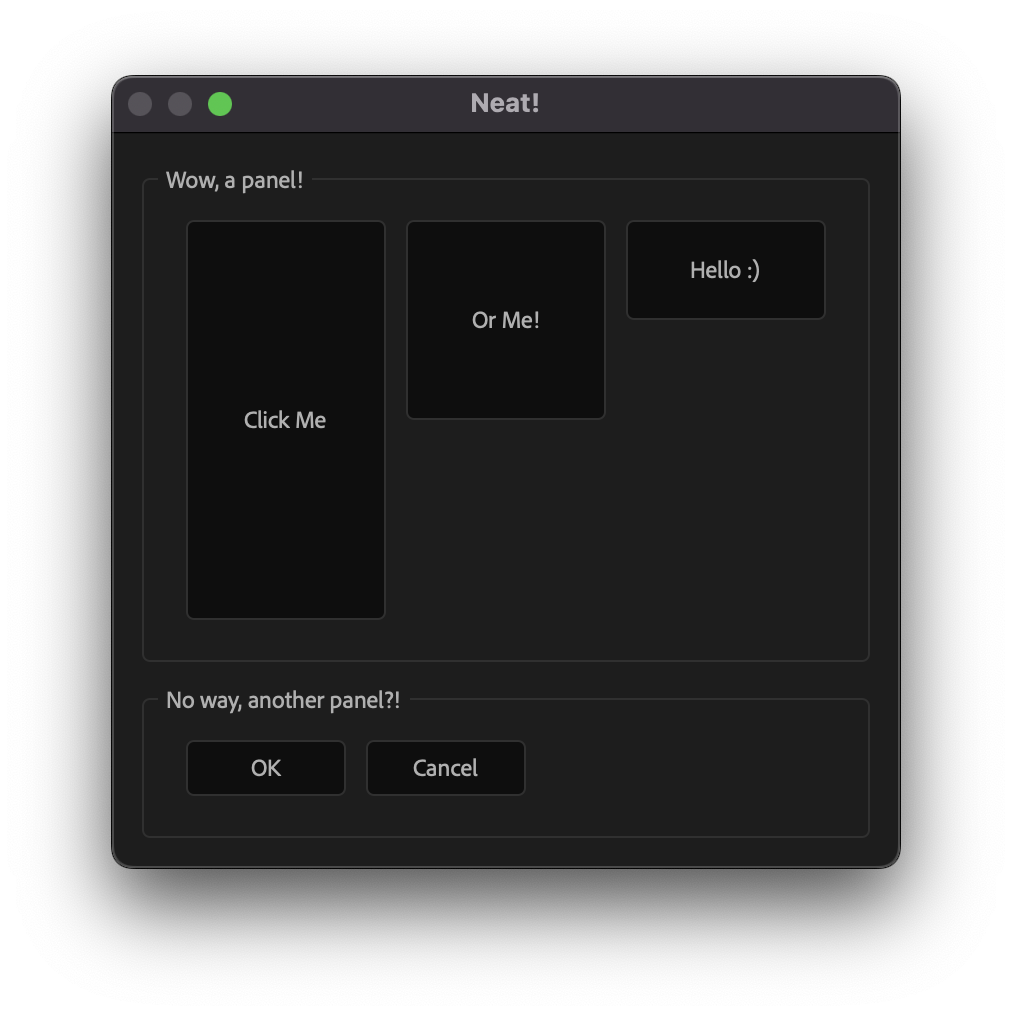 Neat!
Wow, a panel!
Click Me
Or Me!
Hello :)
No way, another panel?!
OK
Cancel